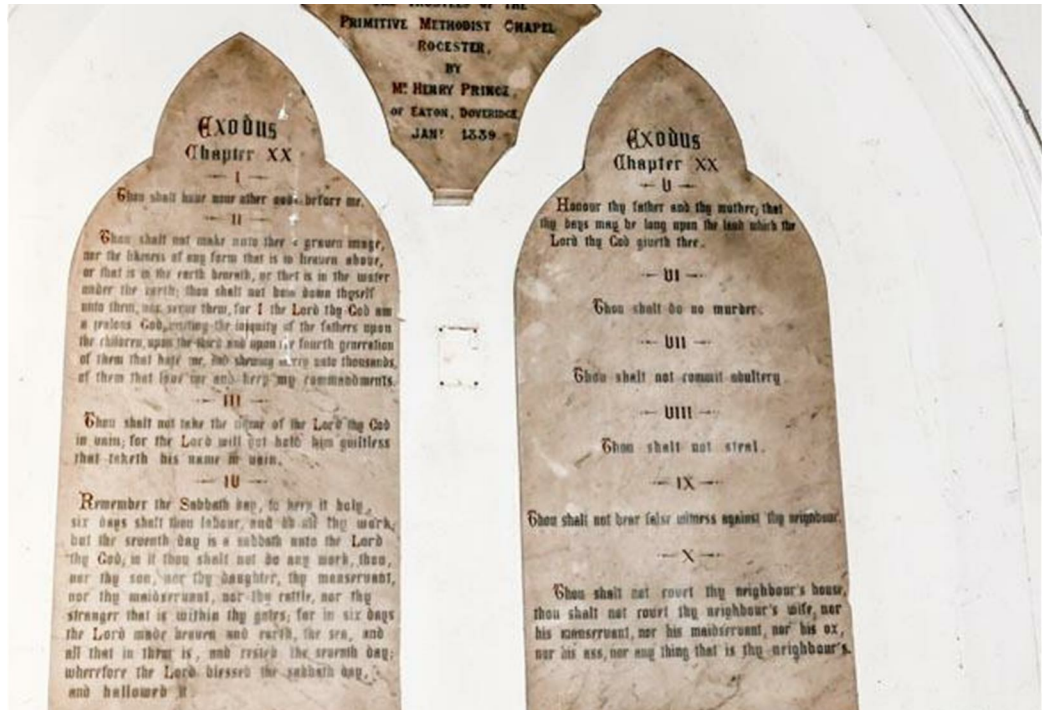 THE TRUSTEES OF THE
PRIMITIVE METHODIST CHAPEL
ROCESTER,
BY
Mr HENRY PRINCE,
OF EATON, DOVERIDGE.
JANY 1889
Exodus
Chapter XX
I
Thou shalt have none other gods before me.
II
Thou shalt not make unto thee a graven image,
nor the likeness of any form that is in heaven above,
or that is in the earth beneath, or that is in the water
under the earth; thou shalt not bow down thyself
unto them, nor serve them, for I the Lord thy God am
a jealous God, visiting the iniquity of the fathers upon
the children, upon the third and upon the fourth generation
of them that hate me, and shewing mercy unto thousands,
of them that love me and keep my commandments.
III
Thou shalt not take the name of the Lord thy God
in vain; for the Lord will not hold him guiltless
that taketh his name in vain.
IV
Remember the Sabbath day, to keep it holy,
six days shalt thou labour, and do all thy work;
but the seventh day is a sabbath unto the Lord
thy God; in it thou shalt not do any work, thou,
nor thy son, nor thy daughter, thy manservant,
nor thy maidservant, nor thy cattle, nor thy
stranger that is within thy gates; for in six days
the Lord made heaven and earth, the sea, and
all that in them is, and rested the seventh day;
wherefore the Lord blessed the sabbath day,
and hallowed it
Exodus
Chapter XX
V
Honour thy father and thy mother; that
thy days may be long upon the land which the
Lord thy God giveth thee.
VI
Thou shalt do no murder.
VII
Thou shalt not commit adultery
VIII
Thou shalt not steal.
IX
Thou shalt not bear false witness against thy neighbour.
X
Thou shalt not covet thy neighbour's house,
thou shalt not covet thy neighbour's wife, nor
his manservant, nor his maidservant, nor his ox,
nor his ass, nor any thing that is thy neighbour's.